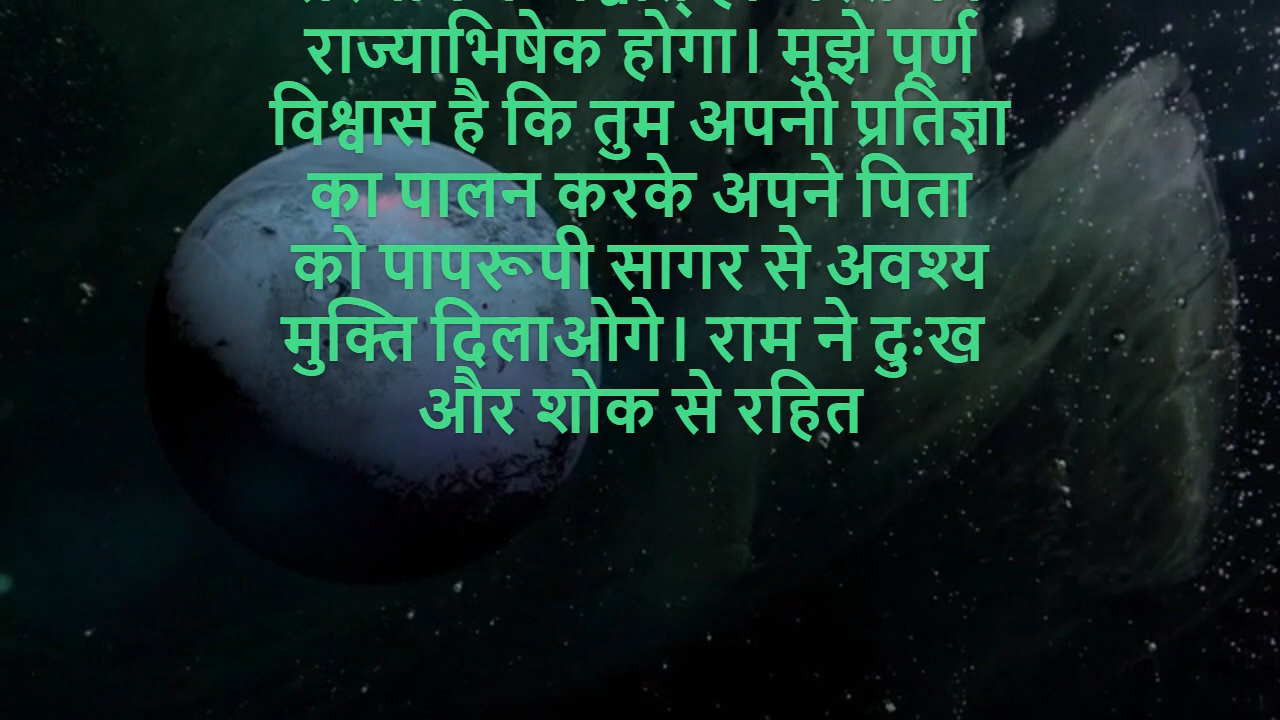 राज्याभिषेक होगा। मुझे पूर्ण
विश्वास है कि तुम अपनी प्रतिज्ञा
का पालन करके अपने पिता
को पापरूपी सागर से अवश्य
मुक्ति दिलाओगे। राम ने दुःख
और शोक से रहित